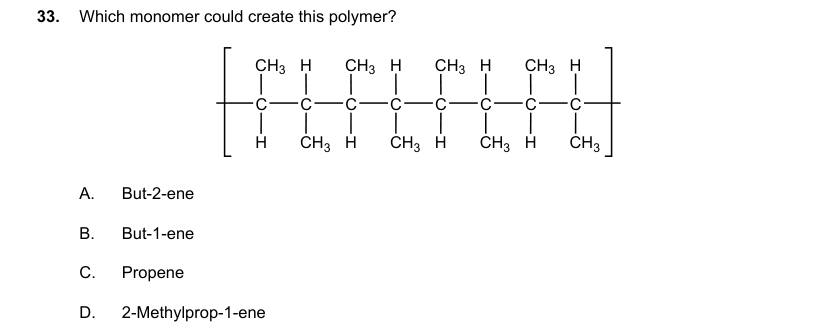 33. Which monomer could create this polymer?
CH3 H CH3 H CH3 H CH3 H
C C C C C C C C
H CH3 H CH3 H CH3 H CH3
A. But-2-ene
B. But-1-ene
C. Propene
D. 2-Methylprop-1-ene